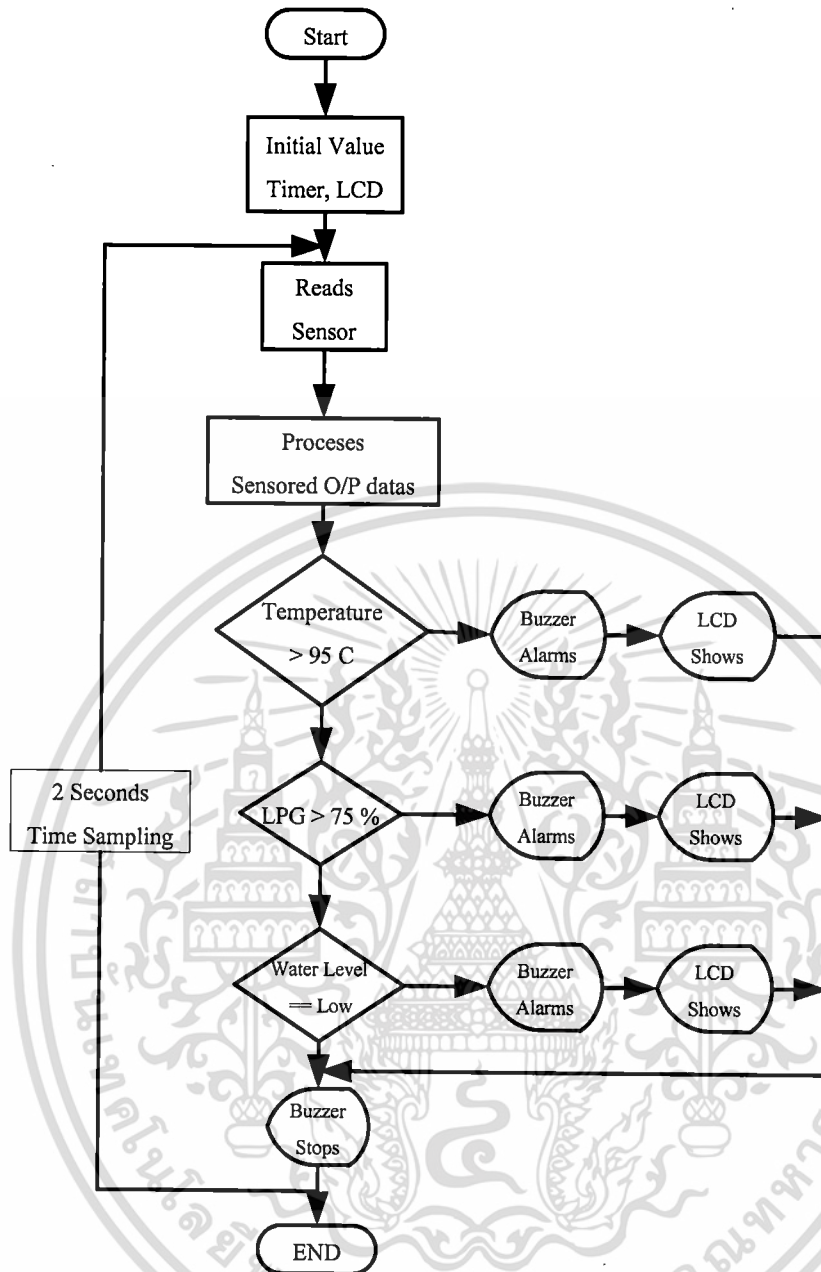 Start
Initial Value
Timer, LCD
Reads
Sensor
Proceses
Sensored O/P datas
Temperature
> 95 C
Buzzer
Alarms
LCD
Shows
2 Seconds
Time Sampling
LPG > 75 %
Buzzer
Alarms
LCD
Shows
Water Level
== Low
Buzzer
Alarms
LCD
Shows
Buzzer
Stops
END